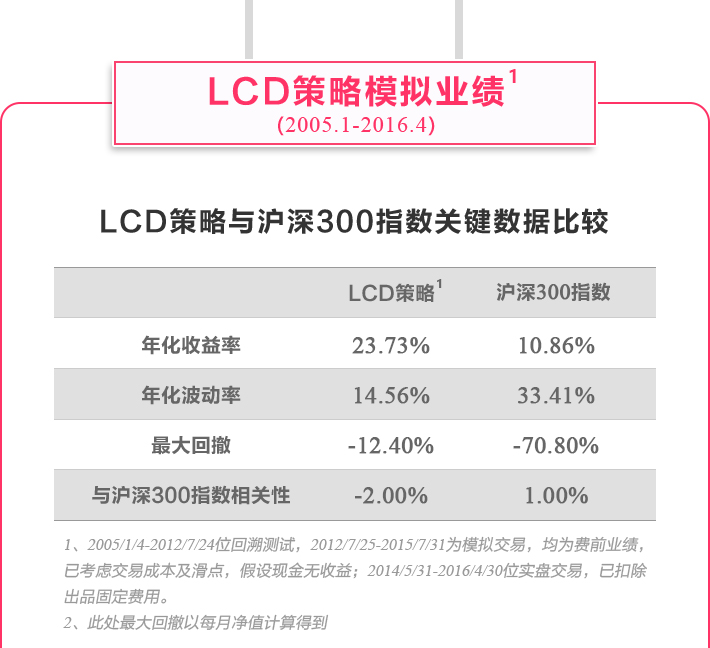 LCD策略模拟业绩1
(2005.1-2016.4)
LCD策略与沪深300指数关键数据比较
LCD策略1 沪深300指数
年化收益率 23.73% 10.86%
年化波动率 14.56% 33.41%
最大回撤 -12.40% -70.80%
与沪深300指数相关性 -2.00% 1.00%
1、2005/1/4-2012/7/24位回溯测试，2012/7/25-2015/7/31为模拟交易，均为费前业绩，
已考虑交易成本及滑点，假设现金无收益；2014/5/31-2016/4/30位实盘交易，已扣除
出品固定费用。
2、此处最大回撤以每月净值计算得到